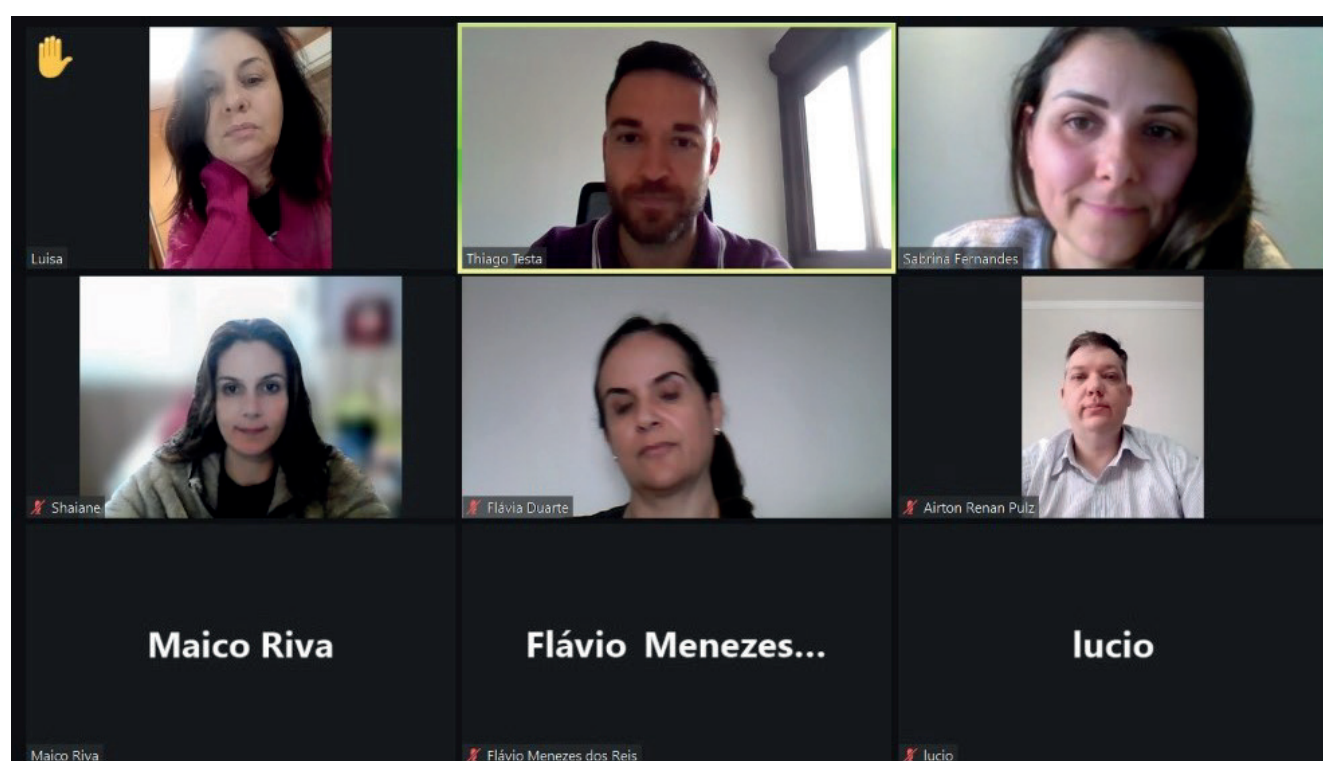 Luisa
Thiago Testa
Sabrina Fernandes
Shaiane
Flávia Duarte
Airton Renan Pulz
Maico Riva
Flávio Menezes...
lucio
Maico Riva
Flávio Menezes dos Reis
lucio